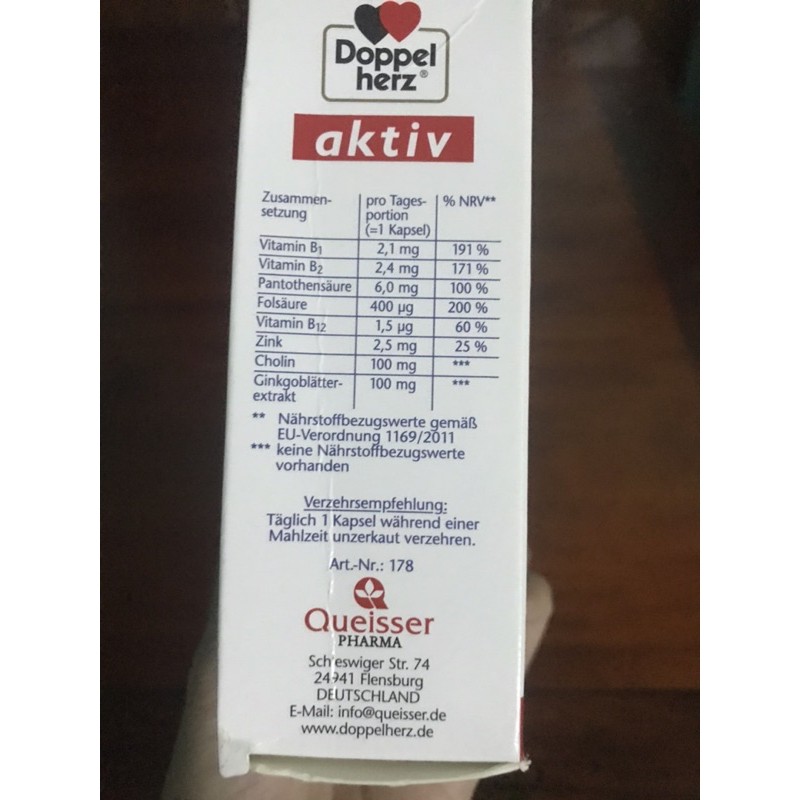 Doppel
herz®
aktiv
Zusammen-
setzung
pro Tages-
portion
(=1 Kapsel)
% NRV**
Vitamin B1 2,1 mg 191 %
Vitamin B2 2,4 mg 171 %
Pantothensäure 6,0 mg 100 %
Folsäure 400 µg 200 %
Vitamin B12 1,5 µg 60 %
Zink 2,5 mg 25 %
Cholin 100 mg ***
Ginkgoblätter- 100 mg ***
extrakt
** Nährstoffbezugswerte gemäß
EU-Verordnung 1169/2011
*** keine Nährstoffbezugswerte
vorhanden
Verzehrsempfehlung:
Täglich 1 Kapsel während einer
Mahlzeit unzerkaut verzehren.
Art.-Nr.: 178
Queisser
PHARMA
Schleswiger Str. 74
24941 Flensburg
DEUTSCHLAND
E-Mail: info@queisser.de
www.doppelherz.de